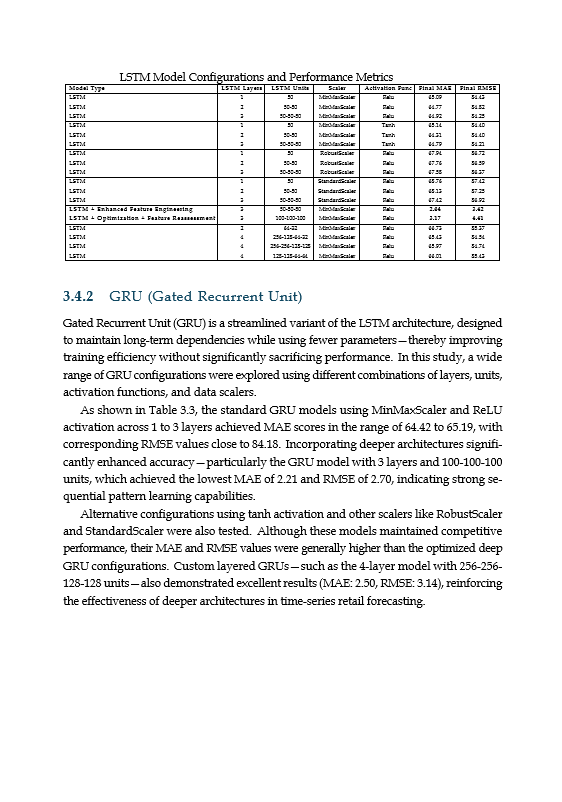 LSTM Model Configurations and Performance Metrics
Model Type LSTM Layers LSTM Units Scaler Activation Func Final MAE Final RMSE
LSTM 1 50 MinMaxScaler Relu 65.09 84.43
LSTM 2 50-50 MinMaxScaler Relu 64.77 84.52
LSTM 3 50-50-50 MinMaxScaler Relu 64.92 84.25
LSTM 1 50 MinMaxScaler Tanh 65.14 84.40
LSTM 2 50-50 MinMaxScaler Tanh 64.31 84.40
LSTM 3 50-50-50 MinMaxScaler Tanh 64.79 84.21
LSTM 1 50 RobustScaler Relu 67.94 86.72
LSTM 2 50-50 RobustScaler Relu 67.76 86.59
LSTM 3 50-50-50 RobustScaler Relu 67.58 86.37
LSTM 1 50 StandardScaler Relu 68.76 87.42
LSTM 2 50-50 StandardScaler Relu 68.13 87.25
LSTM 3 50-50-50 StandardScaler Relu 67.42 86.92
LSTM + Enhanced Feature Engineering 3 50-50-50 MinMaxScaler Relu
LSTM + Optimization + Feature Reassessment 3 100-100-100 MinMaxScaler Relu 3.17
LSTM 2 64-32 MinMaxScaler Relu 66.73 85.37
LSTM 4 256-128-64-32 MinMaxScaler Relu 65.43 84.54
LSTM 4 256-256-128-128 MinMaxScaler Relu 65.97 84.74
LSTM 4 128-128-64-64 MinMaxScaler Relu 66.01 85.43
3.4.2 GRU (Gated Recurrent Unit)
Gated Recurrent Unit (GRU) is a streamlined variant of the LSTM architecture, designed
to maintain long-term dependencies while using fewer parameters—thereby improving
training efficiency without significantly sacrificing performance. In this study, a wide
range of GRU configurations were explored using different combinations of layers, units,
activation functions, and data scalers.
As shown in Table 3.3, the standard GRU models using MinMaxScaler and ReLU
activation across 1 to 3 layers achieved MAE scores in the range of 64.42 to 65.19, with
corresponding RMSE values close to 84.18. Incorporating deeper architectures signifi-
cantly enhanced accuracy—particularly the GRU model with 3 layers and 100-100-100
units, which achieved the lowest MAE of 2.21 and RMSE of 2.70, indicating strong se-
quential pattern learning capabilities.
Alternative configurations using tanh activation and other scalers like RobustScaler
and StandardScaler were also tested. Although these models maintained competitive
performance, their MAE and RMSE values were generally higher than the optimized deep
GRU configurations. Custom layered GRUs—such as the 4-layer model with 256-256-
128-128 units—also demonstrated excellent results (MAE: 2.50, RMSE: 3.14), reinforcing
the effectiveness of deeper architectures in time-series retail forecasting.